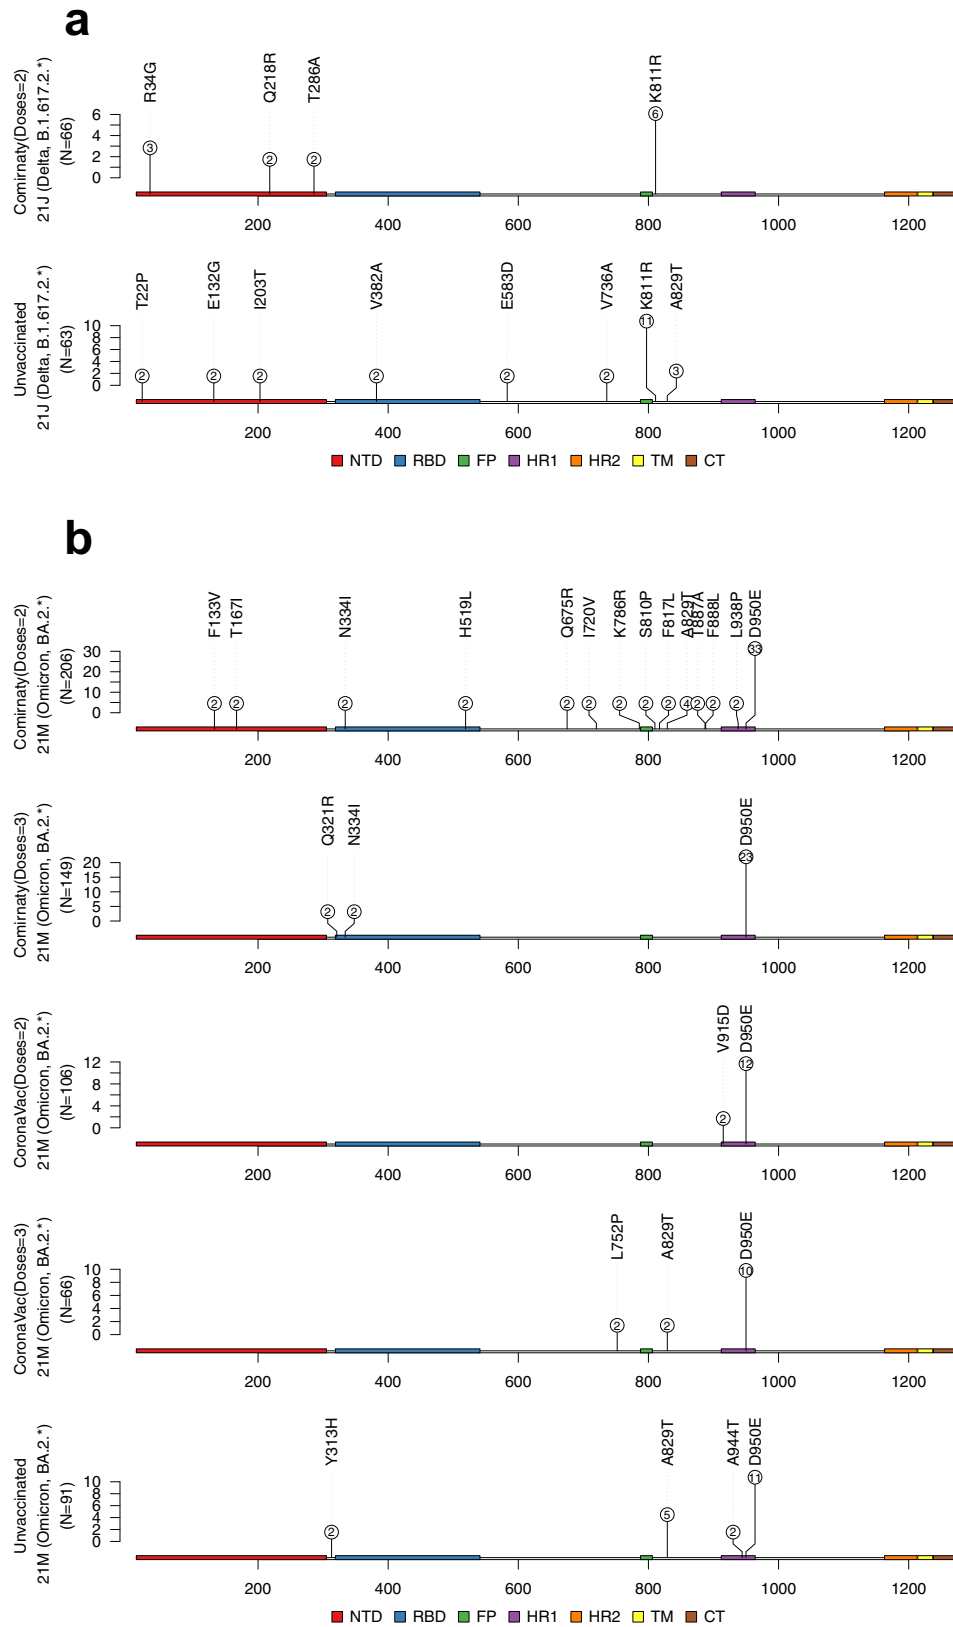 a
Comirnaty(Doses=2)
21J (Delta, B.1.617.2.*)
(N=66)
0 2 4 6
R34G Q218R T286A K811R
3 2 2 6
200 400 600 800 1000 1200
Unvaccinated
21J (Delta, B.1.617.2.*)
(N=63)
0 2 4 6 8 10
T22P E132G I203T V382A E583D V736A K811R A829T
2 2 2 2 2 2 11 3
200 400 600 800 1000 1200
NTD RBD FP HR1 HR2 TM CT
b
Comirnaty(Doses=2)
21M (Omicron, BA.2.*)
(N=206)
0 10 20 30
F133V T167I N334I H519L Q675R I720V K786R S810P F817L A829T T887A F888L L938P D950E
2 2 2 2 2 2 2 2 2 4 2 2 2 33
200 400 600 800 1000 1200
Comirnaty(Doses=3)
21M (Omicron, BA.2.*)
(N=149)
0 5 10 15 20
Q321R N334I D950E
2 2 23
200 400 600 800 1000 1200
CoronaVac(Doses=2)
21M (Omicron, BA.2.*)
(N=106)
0 4 8 12
V915D D950E
2 12
200 400 600 800 1000 1200
CoronaVac(Doses=3)
21M (Omicron, BA.2.*)
(N=66)
0 2 4 6 8 10
L752P A829T D950E
2 2 10
200 400 600 800 1000 1200
Unvaccinated
21M (Omicron, BA.2.*)
(N=91)
0 2 4 6 8 10
Y313H A829T A944T D950E
2 5 2 11
200 400 600 800 1000 1200
NTD RBD FP HR1 HR2 TM CT